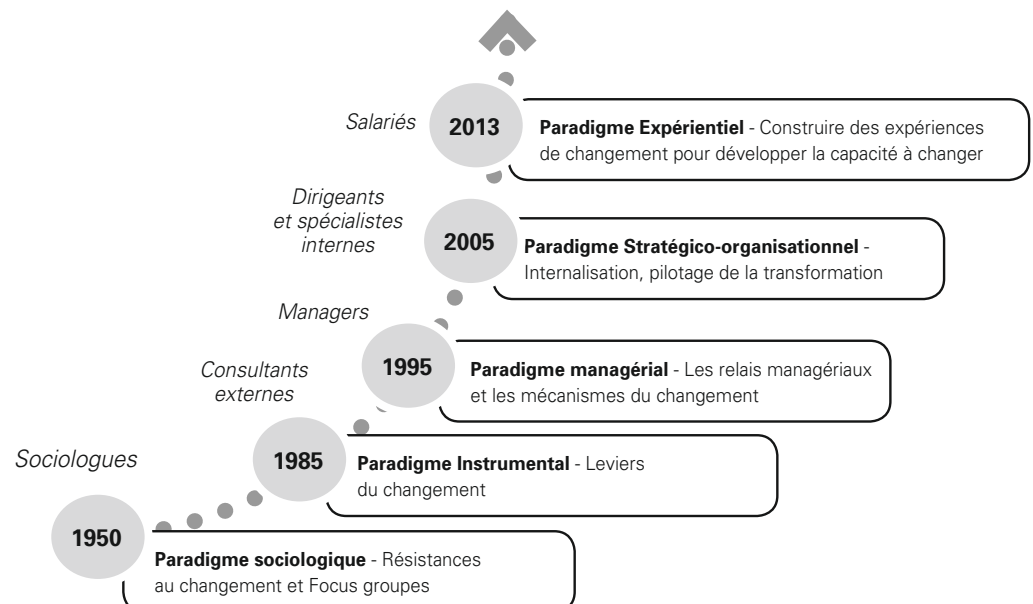 Salariés
2013
Paradigme Expérientiel - Construire des expériences
de changement pour développer la capacité à changer
Dirigeants
et spécialistes
internes
2005
Paradigme Stratégico-organisationnel -
Internalisation, pilotage de la transformation
Managers
1995
Paradigme managérial - Les relais managériaux
et les mécanismes du changement
Consultants
externes
1985
Paradigme Instrumental - Leviers
du changement
Sociologues
1950
Paradigme sociologique - Résistances
au changement et Focus groupes